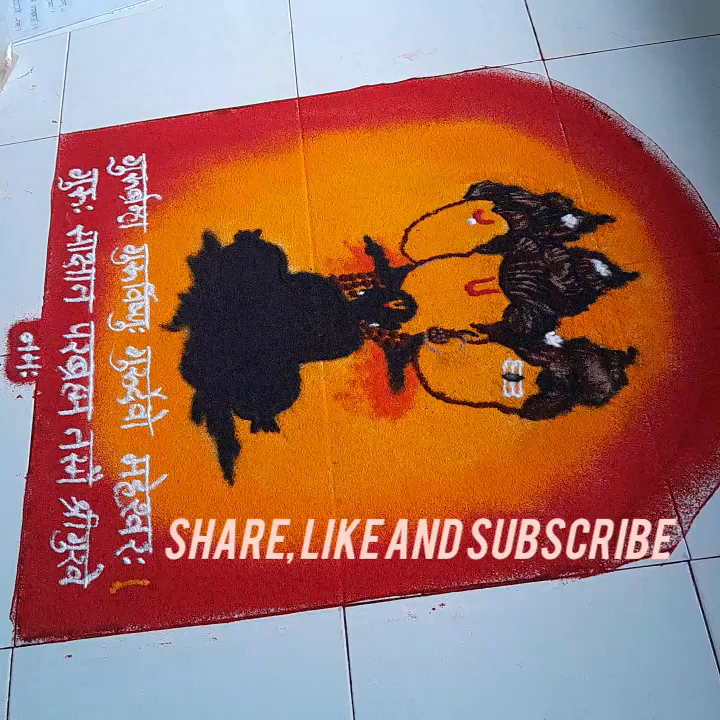 गुरुर्ब्रह्मा गुरुर्विष्णुः गुरुर्देवो महेश्वरः ।
गुरुः साक्षात परब्रह्म तस्मै श्रीगुरवे
नमः
SHARE, LIKE AND SUBSCRIBE